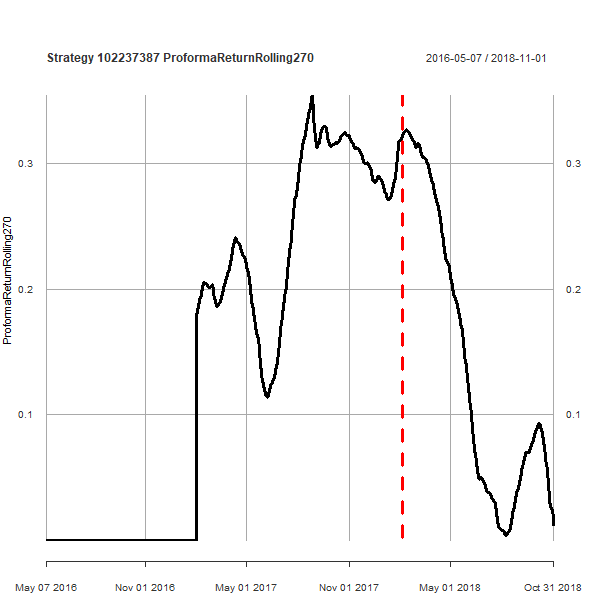 Strategy 102237387 ProformaReturnRolling270
2016-05-07 / 2018-11-01
ProformaReturnRolling270
0.3
0.3
0.2
0.2
0.1
0.1
May 07 2016
Nov 01 2016
May 01 2017
Nov 01 2017
May 01 2018
Oct 31 2018